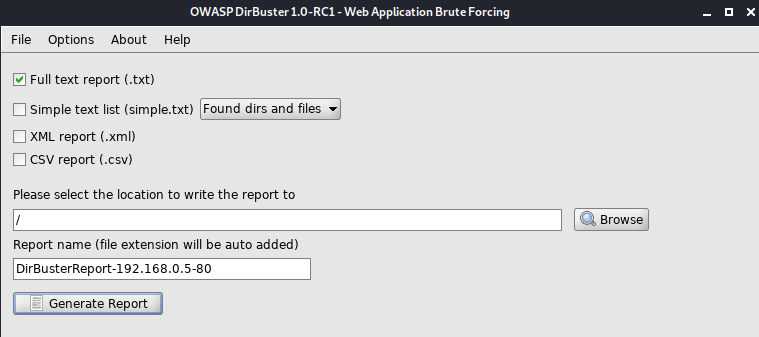 OWASP DirBuster 1.0-RC1 - Web Application Brute Forcing
File Options About Help
Full text report (.txt)
Simple text list (simple.txt) Found dirs and files
XML report (.xml)
CSV report (.csv)
Please select the location to write the report to
/ Browse
Report name (file extension will be auto added)
DirBusterReport-192.168.0.5-80
Generate Report